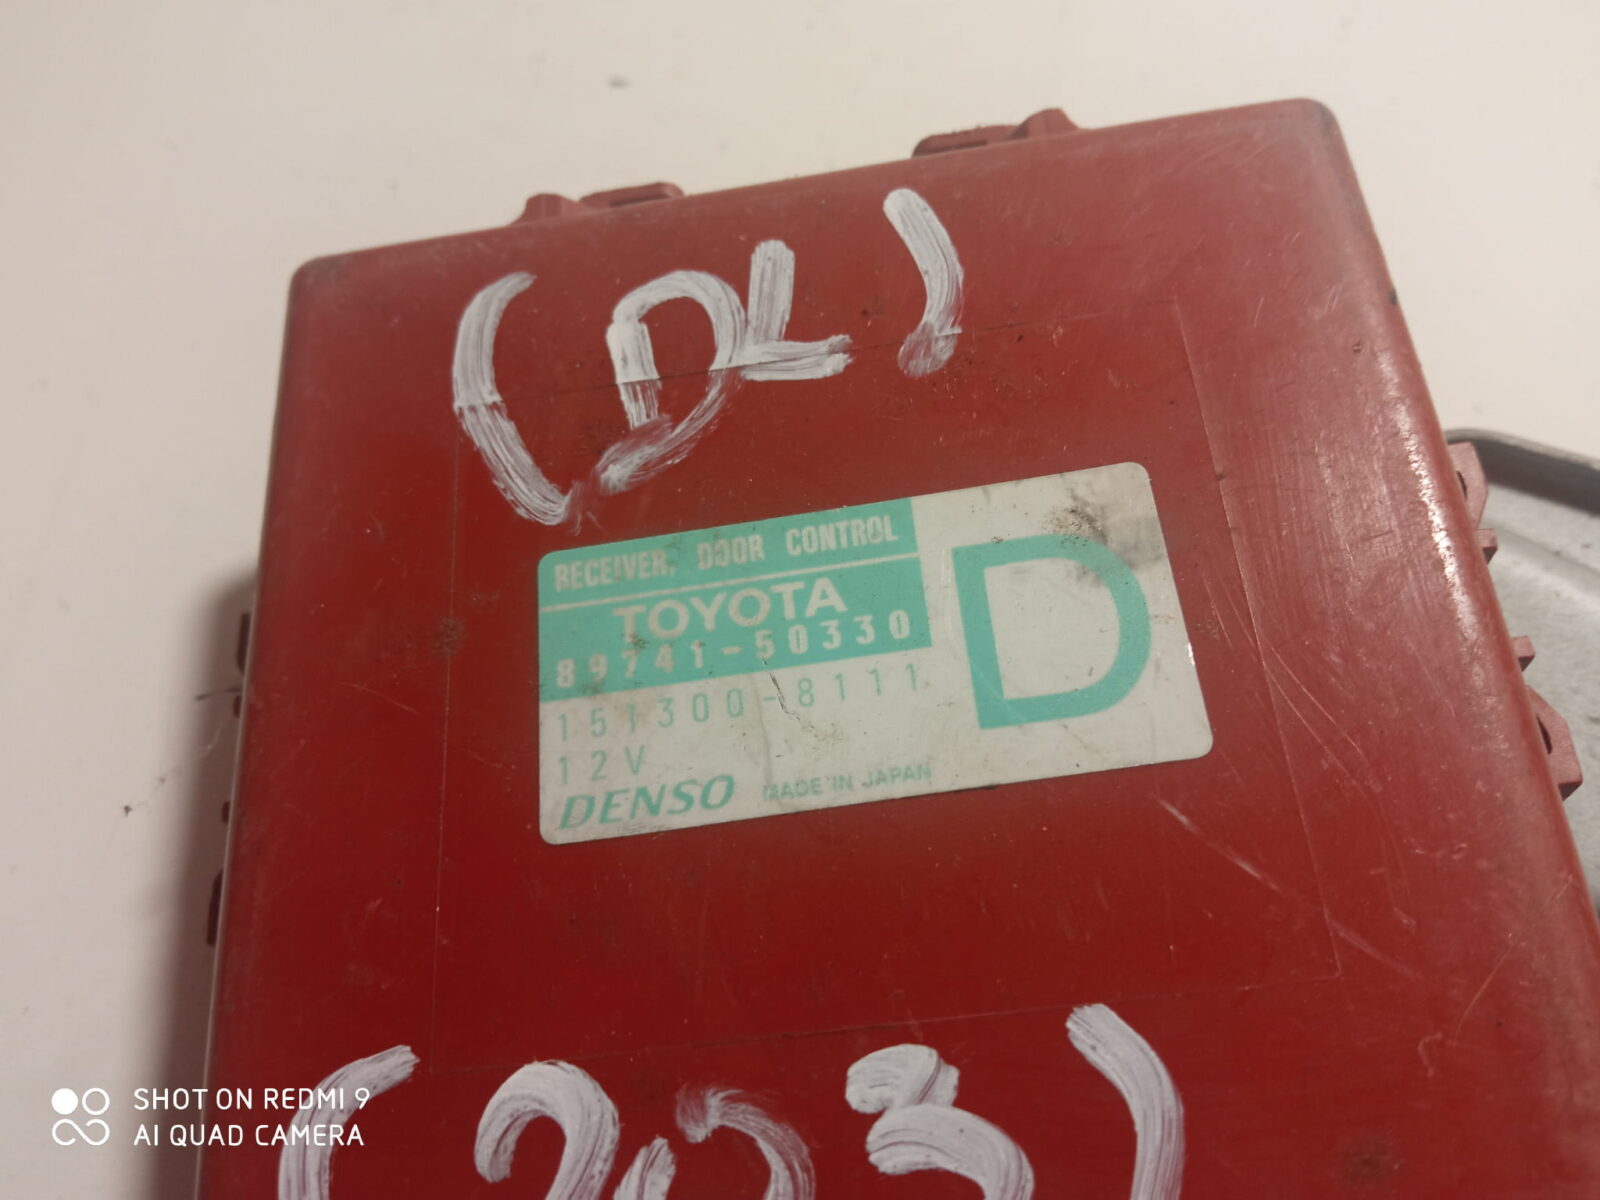 (DL)
RECEIVER, DOOR CONTROL
TOYOTA
89741-50330
D
151300-8111
12V
DENSO MADE IN JAPAN
(203)
SHOT ON REDMI 9
AI QUAD CAMERA